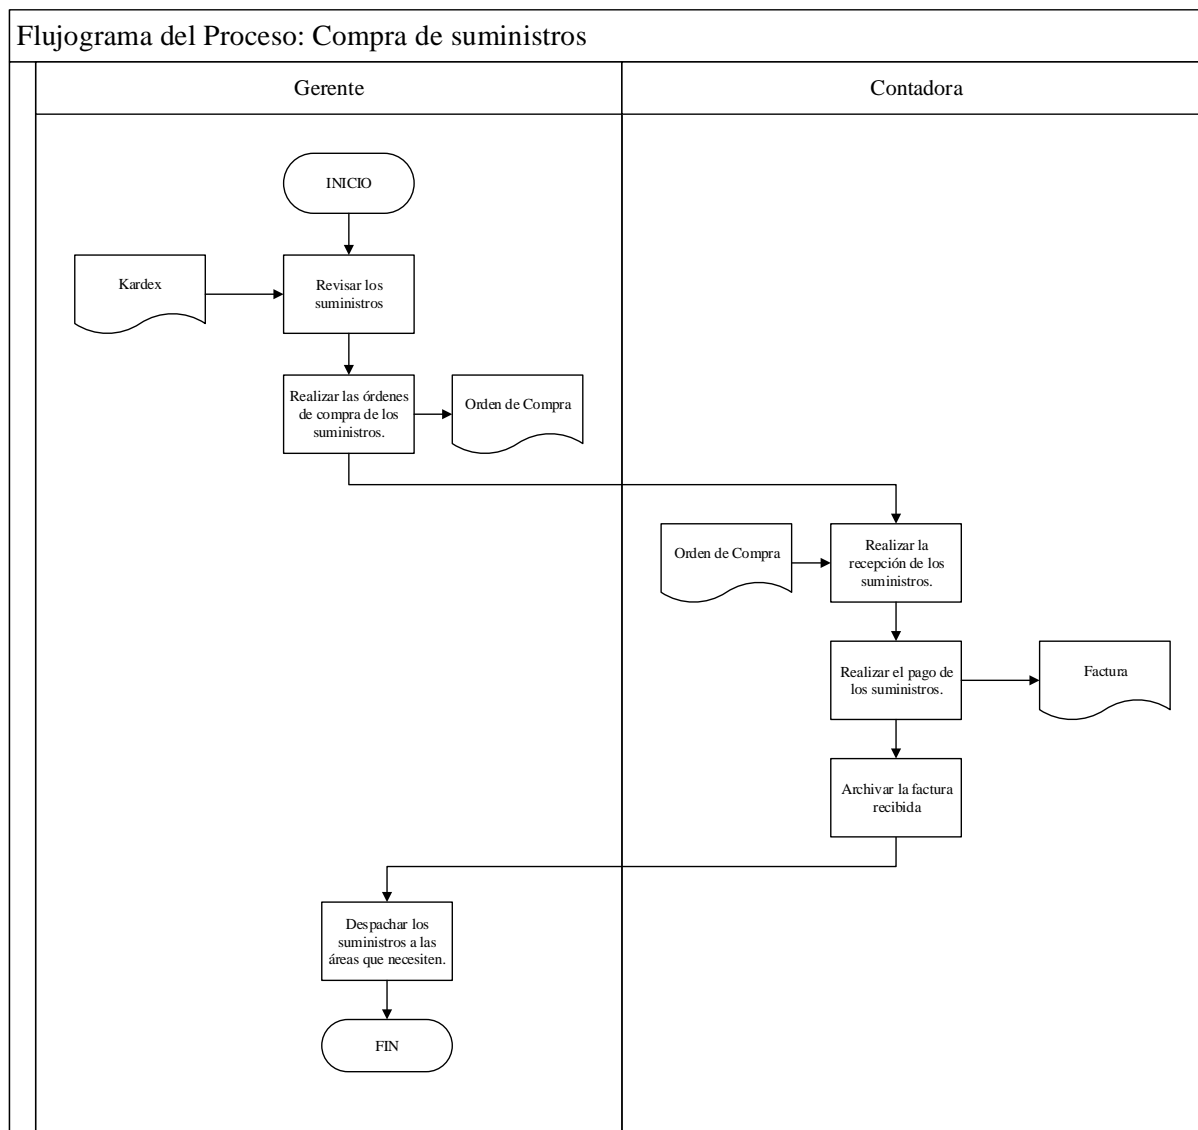 Flujograma del Proceso: Compra de suministros
Gerente
Contadora
INICIO
Kardex
Revisar los
suministros
Realizar las órdenes
de compra de los
suministros.
Orden de Compra
Orden de Compra
Realizar la
recepción de los
suministros.
Realizar el pago de
los suministros.
Factura
Archivar la factura
recibida
Despachar los
suministros a las
áreas que necesiten.
FIN